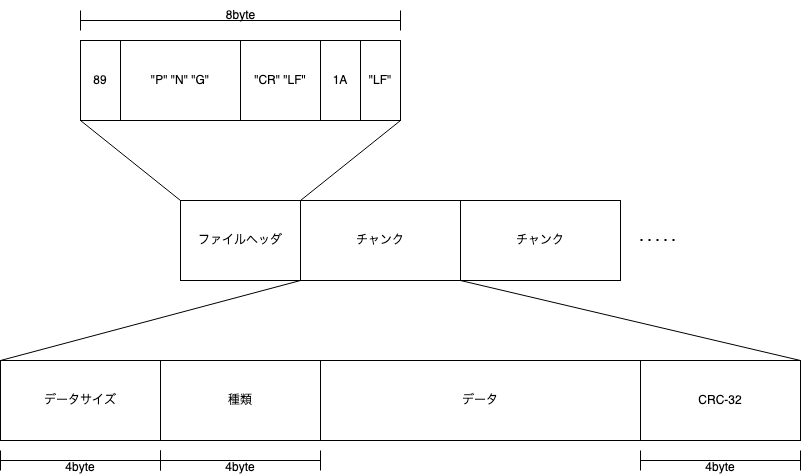 8byte
89
"P" "N" "G"
"CR" "LF"
1A
"LF"
ファイルヘッダ
チャンク
チャンク
.....
データサイズ
種類
データ
CRC-32
4byte
4byte
4byte